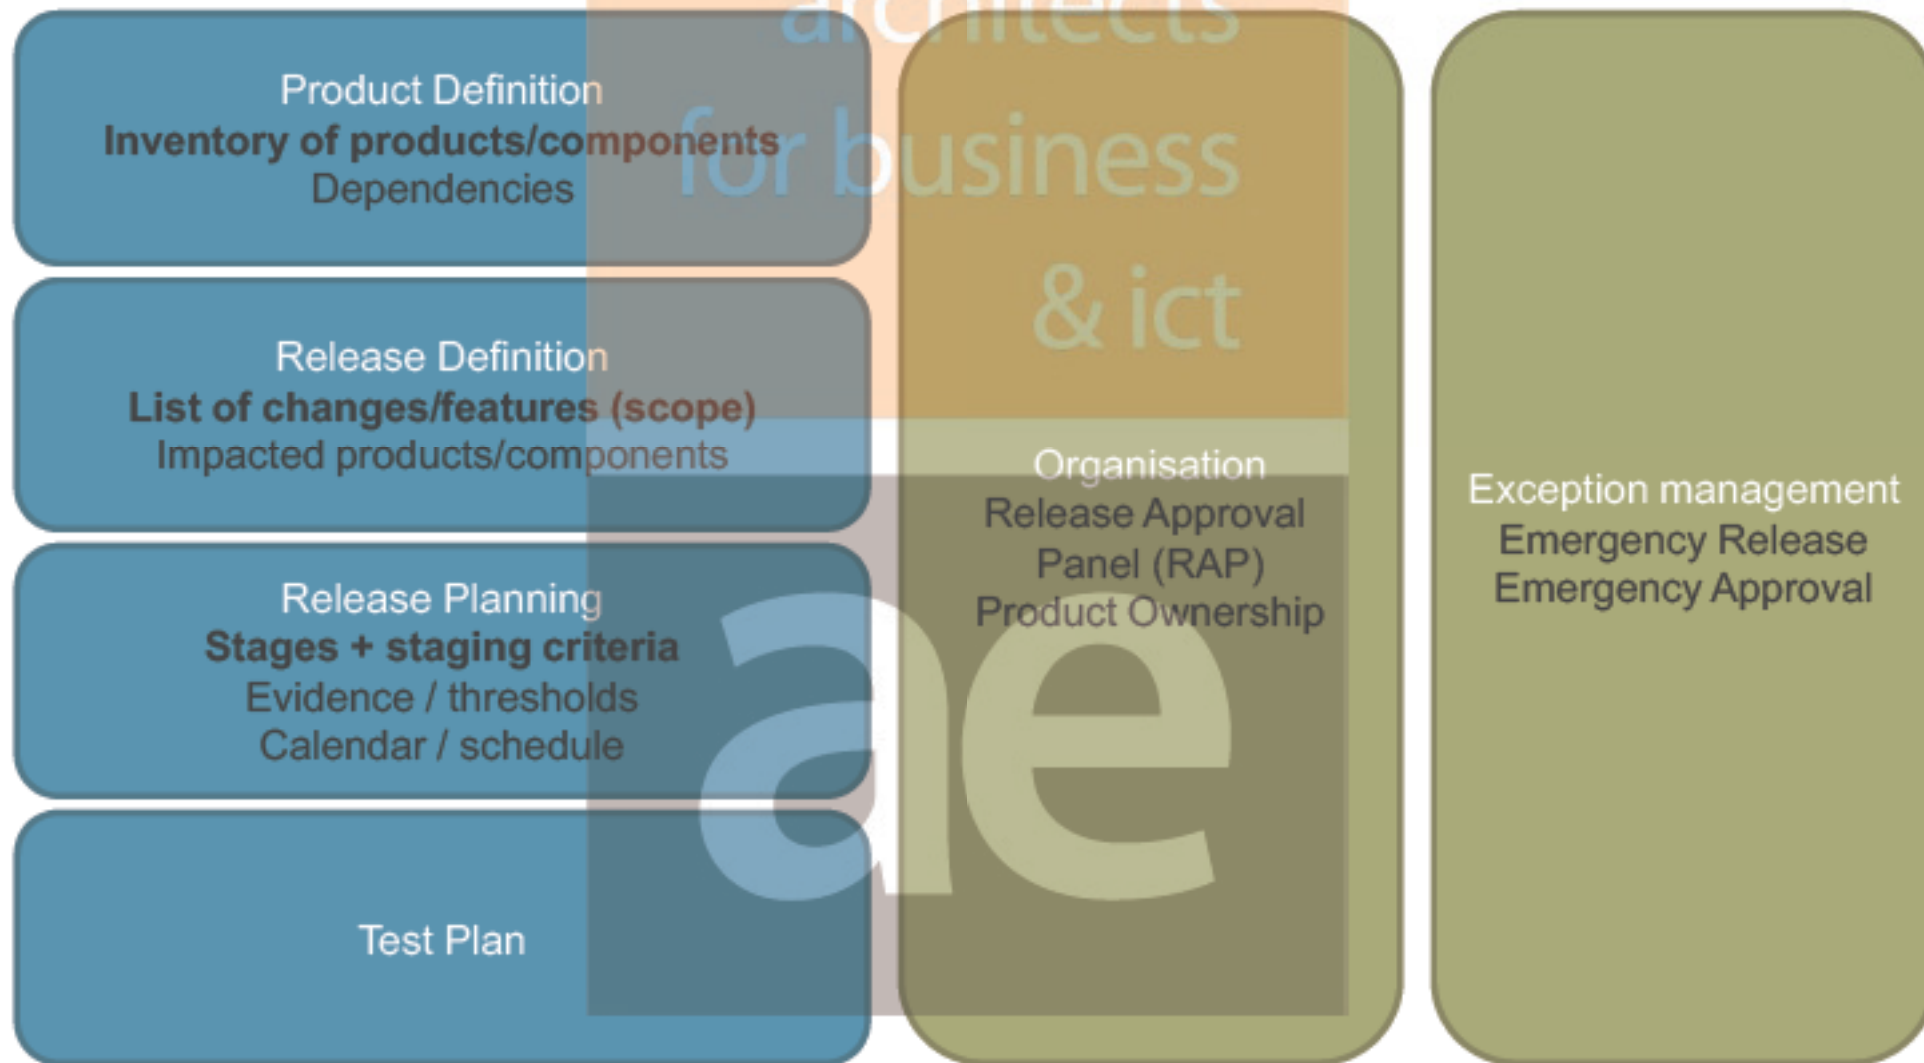 Product Definition
Inventory of products/components
Dependencies
Release Definition
List of changes/features (scope)
Impacted products/components
Release Planning
Stages + staging criteria
Evidence / thresholds
Calendar / schedule
Test Plan
architects
for business
& ict
ae
Organisation
Release Approval
Panel (RAP)
Product Ownership
Exception management
Emergency Release
Emergency Approval